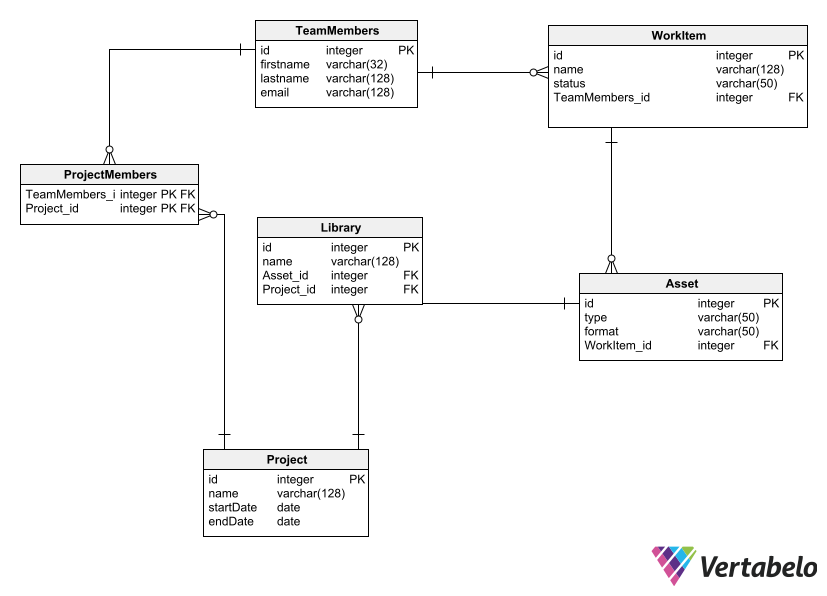 TeamMembers
id integer PK
firstname varchar(32)
lastname varchar(128)
email varchar(128)
WorkItem
id integer PK
name varchar(128)
status varchar(50)
TeamMembers_id integer FK
ProjectMembers
TeamMembers_i integer PK FK
Project_id integer PK FK
Library
id integer PK
name varchar(128)
Asset_id integer FK
Project_id integer FK
Asset
id integer PK
type varchar(50)
format varchar(50)
WorkItem_id integer FK
Project
id integer PK
name varchar(128)
startDate date
endDate date
Vertabelo